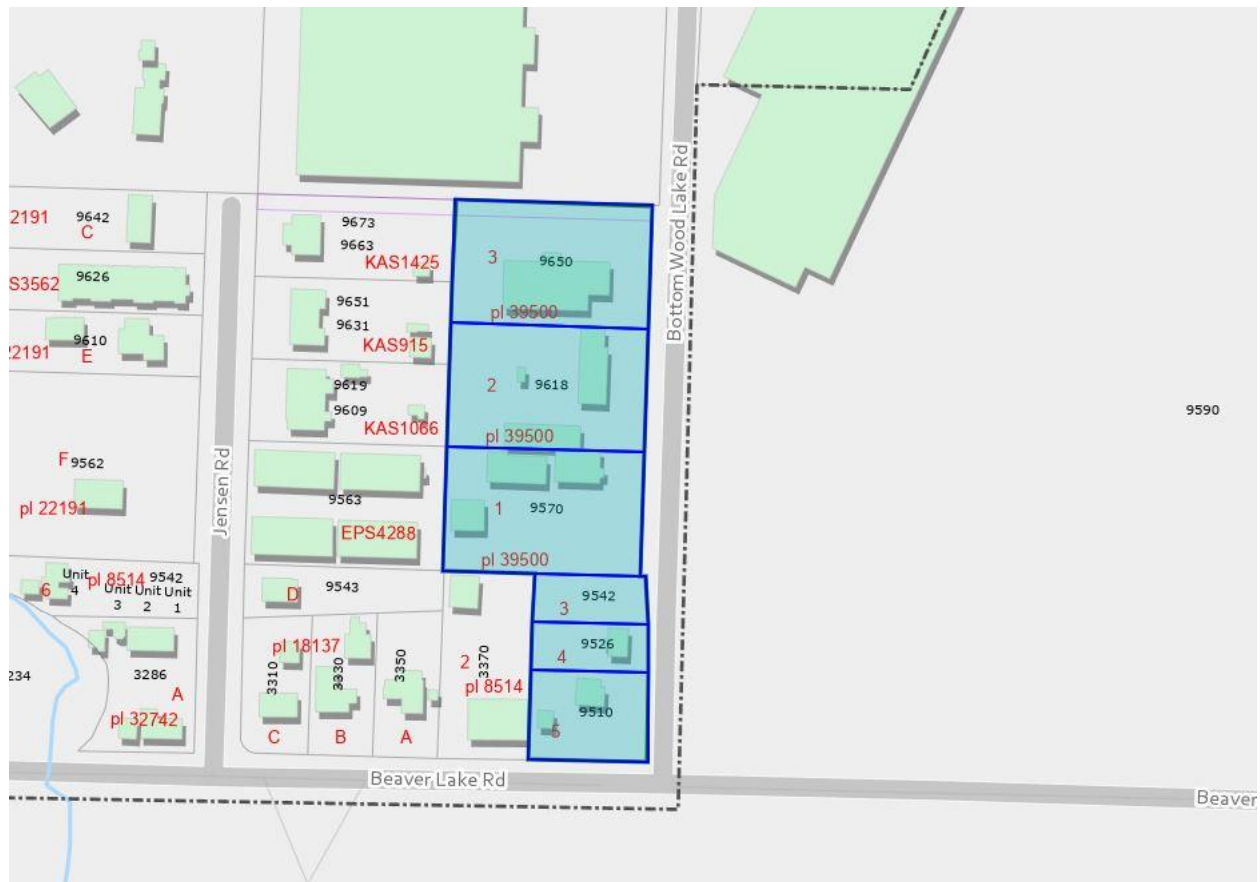 2191
9642
C
9673
9663
KAS1425
3
9650
pl 39500
S3562
9626
9651
9631
KAS915
22191
9610
E
2
9618
pl 39500
9619
9609
KAS1066
F
9562
pl 22191
Jensen Rd
9563
EPS4288
1
9570
pl 39500
Bottom Wood Lake Rd
9590
6
Unit
4
pl 8514
9542
Unit
3
Unit
2
Unit
1
D
9543
3
9542
4
9526
234
3286
A
pl 32742
pl 18137
3310
3330
3350
2
3370
pl 8514
9510
5
C
B
A
Beaver Lake Rd
Beaver